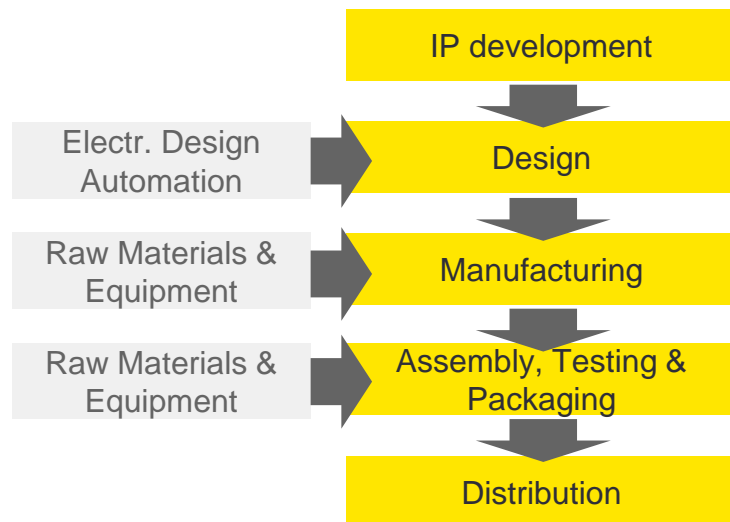 IP development
Electr. Design
Automation
Design
Raw Materials &
Equipment
Manufacturing
Raw Materials &
Equipment
Assembly, Testing &
Packaging
Distribution